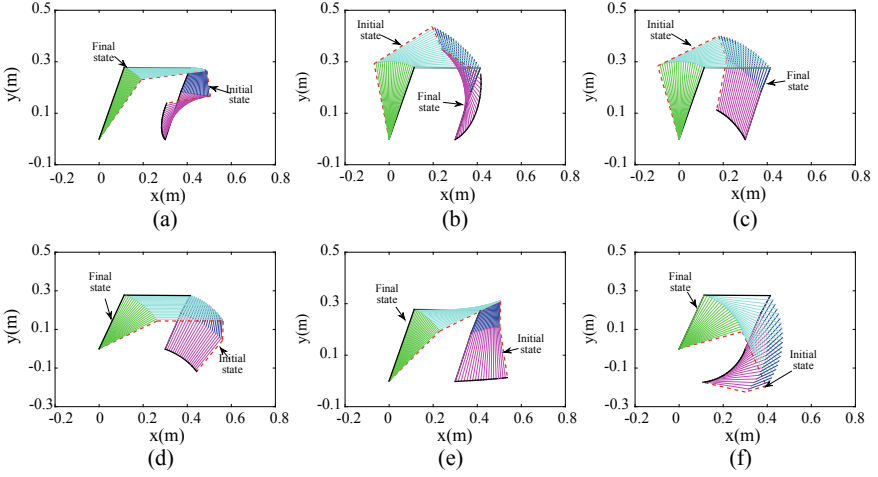 0.5
0.3
0.1
-0.1
y(m)
Final
state
Initial
state
-0.2 0 0.2 0.4 0.6 0.8
x(m)
(a)
0.5
0.3
0.1
-0.1
y(m)
Initial
state
Final
state
-0.2 0 0.2 0.4 0.6 0.8
x(m)
(b)
0.5
0.3
0.1
-0.1
y(m)
Initial state
Final
state
-0.2 0 0.2 0.4 0.6 0.8
x(m)
(c)
0.5
0.3
0.1
-0.1
-0.3
y(m)
Final
state
Initial
state
-0.2 0 0.2 0.4 0.6 0.8
x(m)
(d)
0.5
0.3
0.1
-0.1
y(m)
Final
state
Initial
state
-0.2 0 0.2 0.4 0.6 0.8
x(m)
(e)
0.5
0.3
0.1
-0.1
-0.3
y(m)
Final
state
Initial
state
-0.2 0 0.2 0.4 0.6 0.8
x(m)
(f)